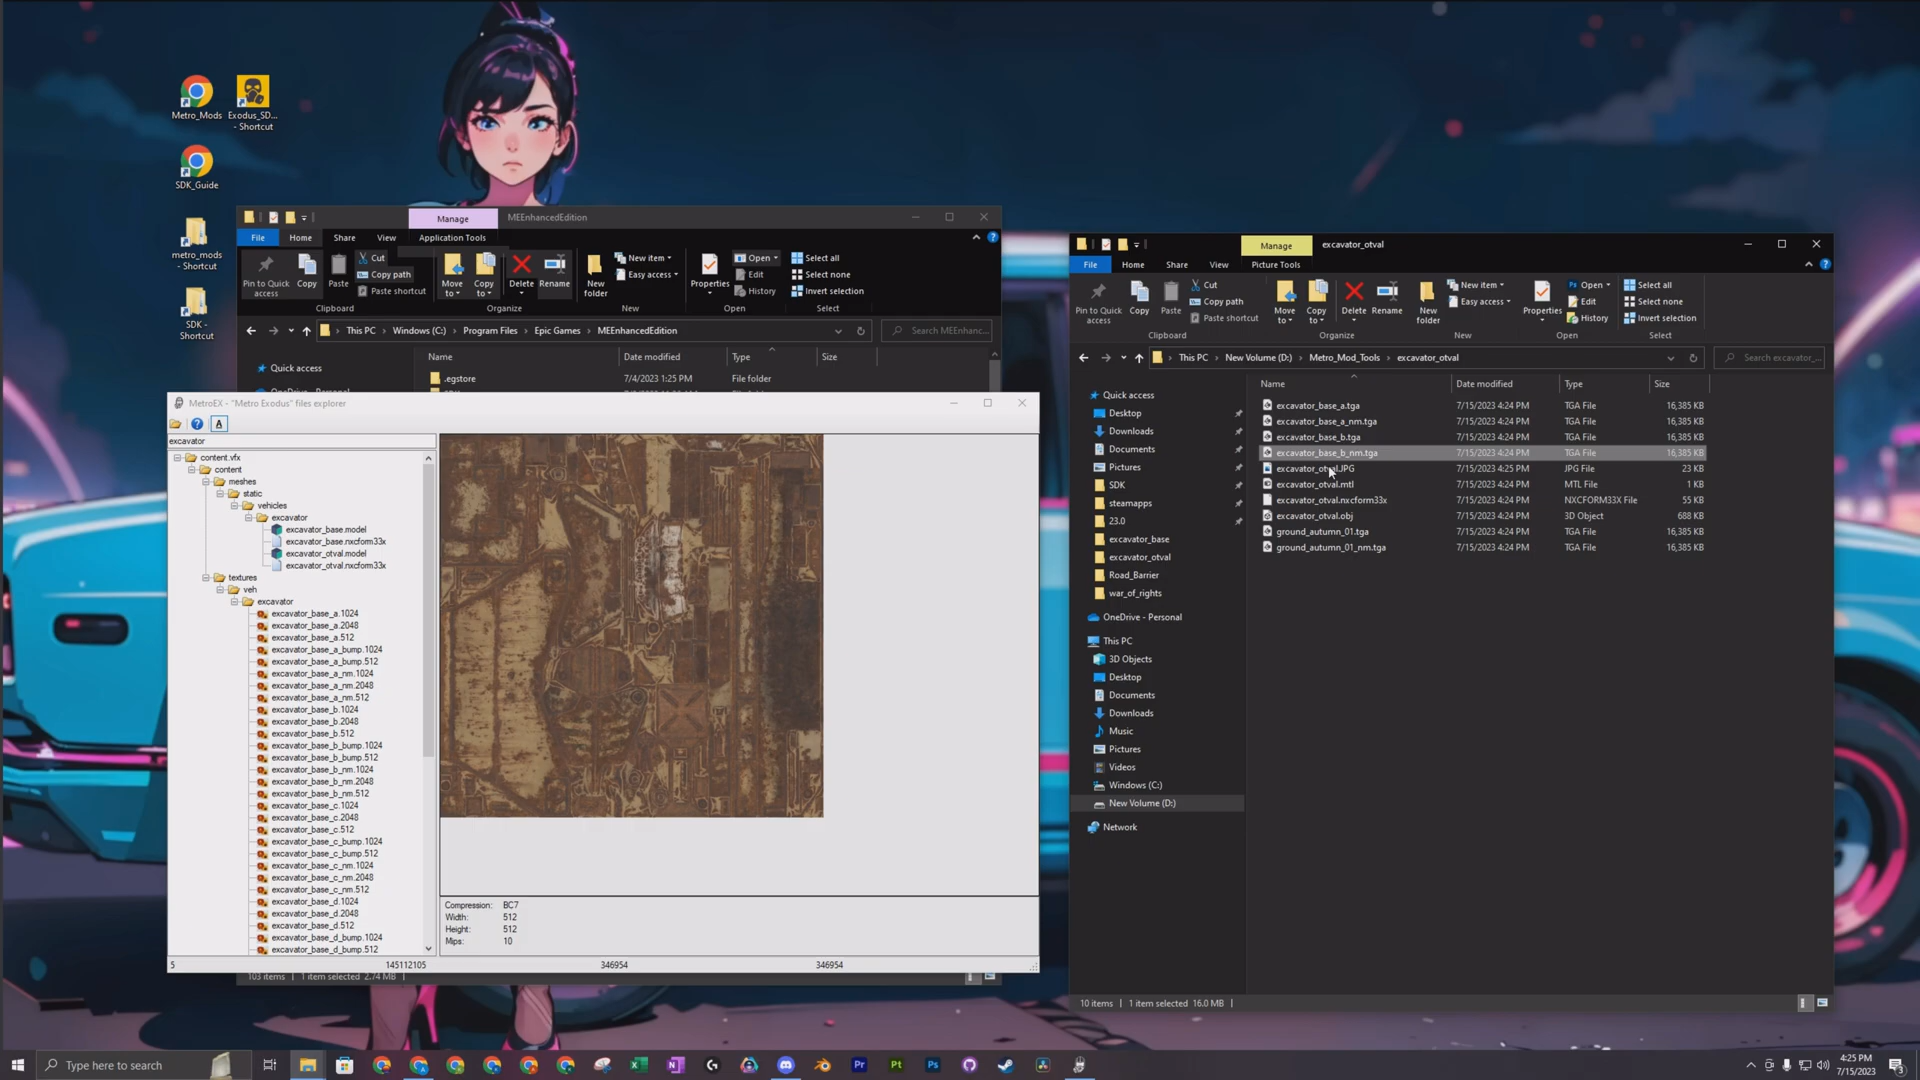 Metro_Mods
Exodus_SD...
- Shortcut
SDK_Guide
metro_mods
- Shortcut
SDK -
Shortcut
Manage
MEEnhancedEdition
File
Home
Share
View
Application Tools
Pin to Quick
access
Copy
Paste
Cut
Copy path
Paste shortcut
Clipboard
Move
to
Copy
to
Delete
Rename
Organize
New
folder
New item
Easy access
New
Properties
Open
Edit
History
Open
Select all
Select none
Invert selection
Select
This PC
Windows (C:)
Program Files
Epic Games
MEEnhancedEdition
Search MEEnhanc...
Name
Date modified
Type
Size
Quick access
.egstore
7/4/2023 1:25 PM
File folder
MetroEX - "Metro Exodus" files explorer
excavator
content.vfx
content
meshes
static
vehicles
excavator
excavator_base.model
excavator_base.nxcform33x
excavator_otval.model
excavator_otval.nxcform33x
textures
veh
excavator
excavator_base_a.1024
excavator_base_a.2048
excavator_base_a.512
excavator_base_a_bump.1024
excavator_base_a_bump.512
excavator_base_a_nm.1024
excavator_base_a_nm.2048
excavator_base_a_nm.512
excavator_base_b.1024
excavator_base_b.2048
excavator_base_b.512
excavator_base_b_bump.1024
excavator_base_b_bump.512
excavator_base_b_nm.1024
excavator_base_b_nm.2048
excavator_base_b_nm.512
excavator_base_c.1024
excavator_base_c.2048
excavator_base_c.512
excavator_base_c_bump.1024
excavator_base_c_bump.512
excavator_base_c_nm.1024
excavator_base_c_nm.2048
excavator_base_c_nm.512
excavator_base_d.1024
excavator_base_d.2048
excavator_base_d.512
excavator_base_d_bump.1024
excavator_base_d_bump.512
Compression: BC7
Width: 512
Height: 512
Mips: 10
5
145112105
346954
346954
103 items
1 item selected 2.74 MB
Manage
excavator_otval
File
Home
Share
View
Picture Tools
Pin to Quick
access
Copy
Paste
Cut
Copy path
Paste shortcut
Clipboard
Move
to
Copy
to
Delete
Rename
Organize
New
folder
New item
Easy access
New
Properties
Open
Edit
History
Open
Select all
Select none
Invert selection
Select
This PC
New Volume (D:)
Metro_Mod_Tools
excavator_otval
Search excavator_...
Name
Date modified
Type
Size
excavator_base_a.tga 7/15/2023 4:24 PM TGA File 16,385 KB
excavator_base_a_nm.tga 7/15/2023 4:24 PM TGA File 16,385 KB
excavator_base_b.tga 7/15/2023 4:24 PM TGA File 16,385 KB
excavator_base_b_nm.tga 7/15/2023 4:24 PM TGA File 16,385 KB
excavator_otval.JPG 7/15/2023 4:25 PM JPG File 23 KB
excavator_otval.mtl 7/15/2023 4:24 PM MTL File 1 KB
excavator_otval.nxcform33x 7/15/2023 4:24 PM NXCFORM33X File 55 KB
excavator_otval.obj 7/15/2023 4:24 PM 3D Object 688 KB
ground_autumn_01.tga 7/15/2023 4:24 PM TGA File 16,385 KB
ground_autumn_01_nm.tga 7/15/2023 4:24 PM TGA File 16,385 KB
Quick access
Desktop
Downloads
Documents
Pictures
SDK
steamapps
23.0
excavator_base
excavator_otval
Road_Barrier
war_of_rights
OneDrive - Personal
This PC
3D Objects
Desktop
Documents
Downloads
Music
Pictures
Videos
Windows (C:)
New Volume (D:)
Network
10 items
1 item selected 16.0 MB
Type here to search
4:25 PM
7/15/2023